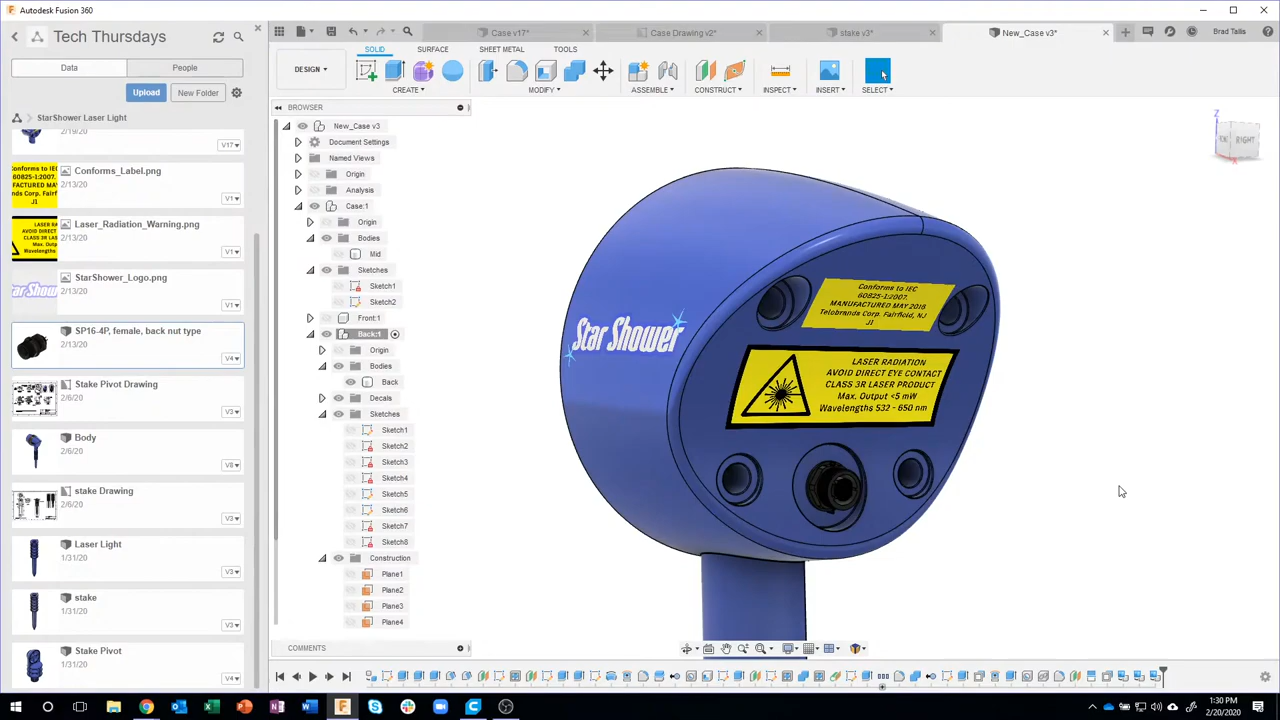 Autodesk Fusion 360
Tech Thursdays
Data
People
Upload
New Folder
StarShower Laser Light
2/19/20
V17
Conforms_Label.png
2/13/20
V1
Laser_Radiation_Warning.png
2/13/20
V1
StarShower_Logo.png
2/13/20
V1
SP16-4P, female, back nut type
2/13/20
V4
Stake Pivot Drawing
2/6/20
V3
Body
2/6/20
V8
stake Drawing
2/6/20
V3
Laser Light
1/31/20
V3
stake
1/31/20
V3
Stake Pivot
1/31/20
V4
Case v17*
Case Drawing v2*
stake v3*
New_Case v3*
Brad Tallis
SOLID
SURFACE
SHEET METAL
TOOLS
DESIGN
CREATE
MODIFY
ASSEMBLE
CONSTRUCT
INSPECT
INSERT
SELECT
BROWSER
New_Case v3
Document Settings
Named Views
Origin
Analysis
Case:1
Origin
Bodies
Mid
Sketches
Sketch1
Sketch2
Front:1
Back:1
Origin
Bodies
Back
Decals
Sketches
Sketch1
Sketch2
Sketch3
Sketch4
Sketch5
Sketch6
Sketch7
Sketch8
Construction
Plane1
Plane2
Plane3
Plane4
COMMENTS
Z
RIGHT
X
Star Shower
Conforms to IEC
60825-1:2007.
MANUFACTURED MAY 2016
Telobrands Corp. Fairfield, NJ
J1
LASER RADIATION
AVOID DIRECT EYE CONTACT
CLASS 3R LASER PRODUCT
Max. Output <5 mW
Wavelengths 532 - 650 nm
1:30 PM
2/20/2020